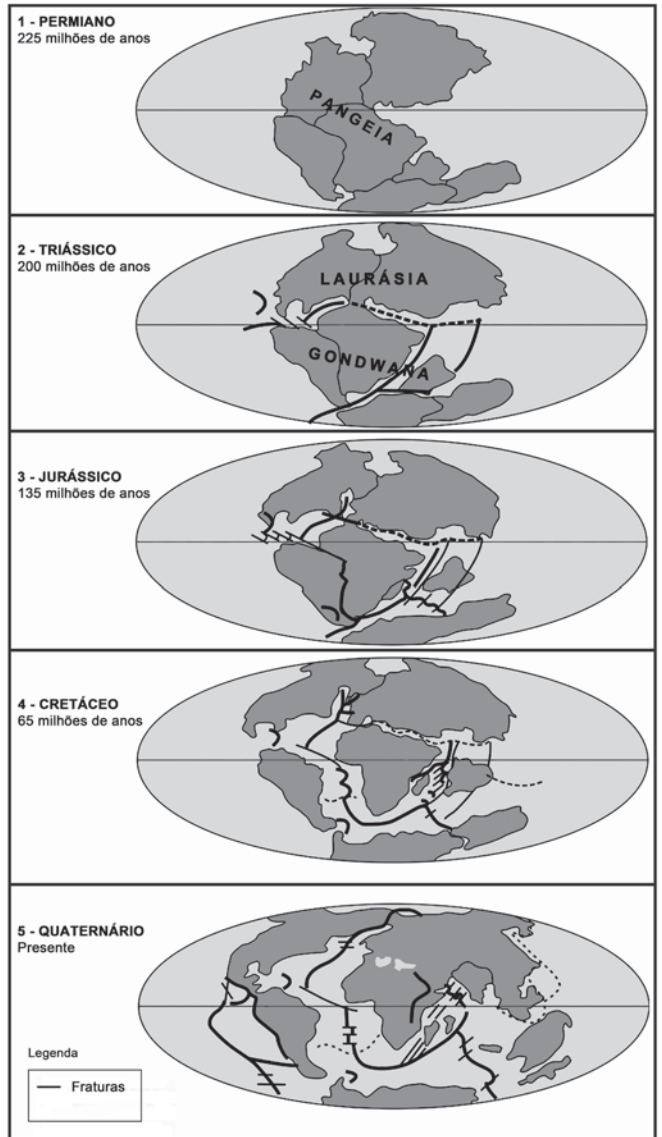 1 - PERMIANO
225 milhões de anos
PANGEIA
2 - TRIÁSSICO
200 milhões de anos
LAURÁSIA
GONDWANA
3 - JURÁSSICO
135 milhões de anos
4 - CRETÁCEO
65 milhões de anos
5 - QUATERNÁRIO
Presente
Legenda
Fraturas